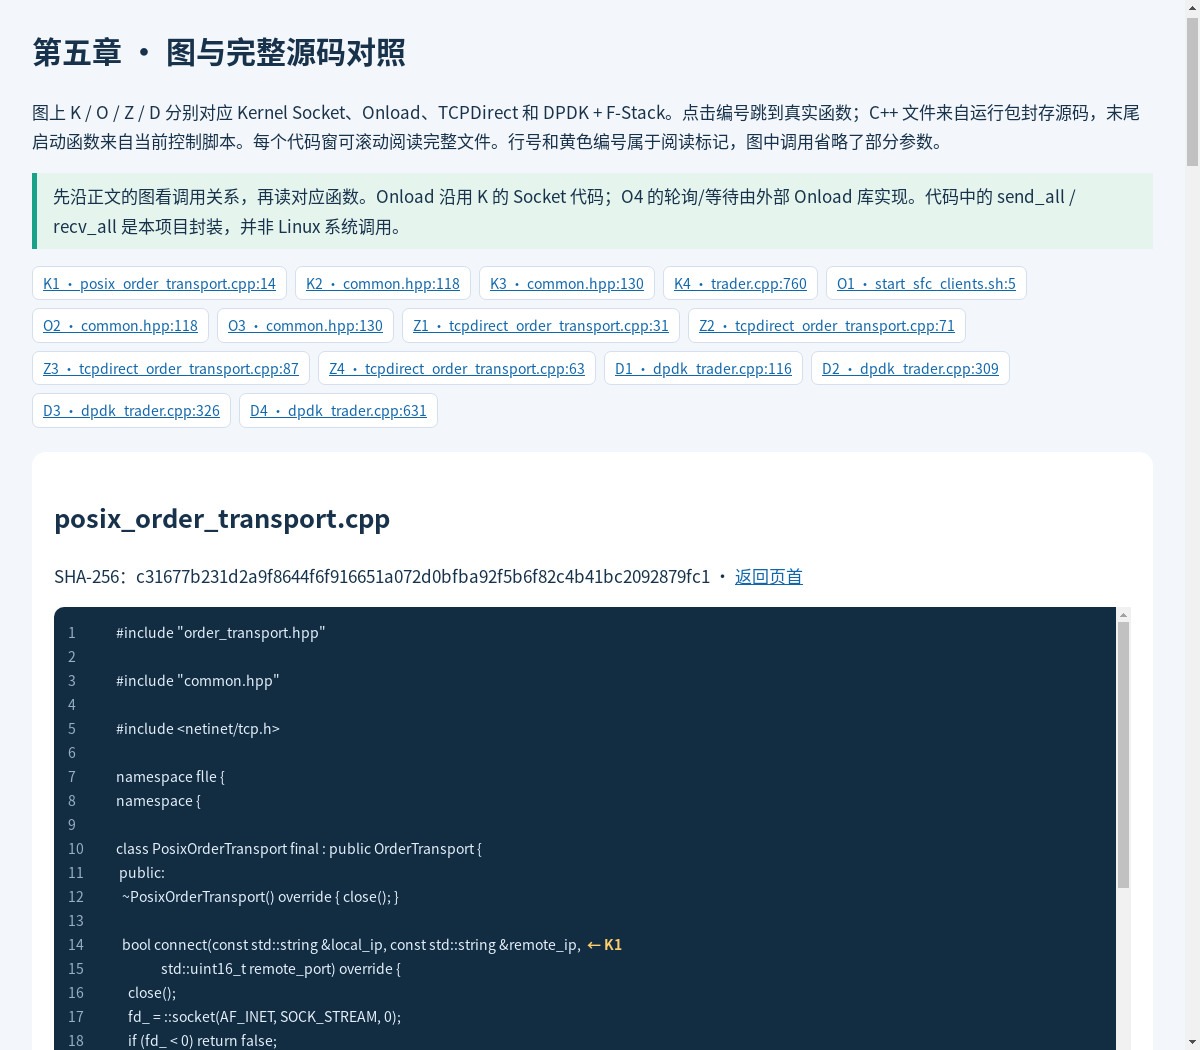 第五章 · 图与完整源码对照
图上 K / O / Z / D 分别对应 Kernel Socket、Onload、TCPDirect 和 DPDK + F-Stack。点击编号跳到真实函数；C++ 文件来自运行包封存源码，末尾
启动函数来自当前控制脚本。每个代码窗可滚动阅读完整文件。行号和黄色编号属于阅读标记，图中调用省略了部分参数。
先沿正文的图看调用关系，再读对应函数。Onload 沿用 K 的 Socket 代码；O4 的轮询/等待由外部 Onload 库实现。代码中的 send_all /
recv_all 是本项目封装，并非 Linux 系统调用。
K1 · posix_order_transport.cpp:14 K2 · common.hpp:118 K3 · common.hpp:130 K4 · trader.cpp:760 O1 · start_sfc_clients.sh:5
O2 · common.hpp:118 O3 · common.hpp:130 Z1 · tcpdirect_order_transport.cpp:31 Z2 · tcpdirect_order_transport.cpp:71
Z3 · tcpdirect_order_transport.cpp:87 Z4 · tcpdirect_order_transport.cpp:63 D1 · dpdk_trader.cpp:116 D2 · dpdk_trader.cpp:309
D3 · dpdk_trader.cpp:326 D4 · dpdk_trader.cpp:631
posix_order_transport.cpp
SHA-256：c31677b231d2a9f8644f6f916651a072d0bfba92f5b6f82c4b41bc2092879fc1 · 返回页首
1 #include "order_transport.hpp"
2
3 #include "common.hpp"
4
5 #include <netinet/tcp.h>
6
7 namespace flle {
8 namespace {
9
10 class PosixOrderTransport final : public OrderTransport {
11 public:
12 ~PosixOrderTransport() override { close(); }
13
14 bool connect(const std::string &local_ip, const std::string &remote_ip, ← K1
15 std::uint16_t remote_port) override {
16 close();
17 fd_ = ::socket(AF_INET, SOCK_STREAM, 0);
18 if (fd_ < 0) return false;